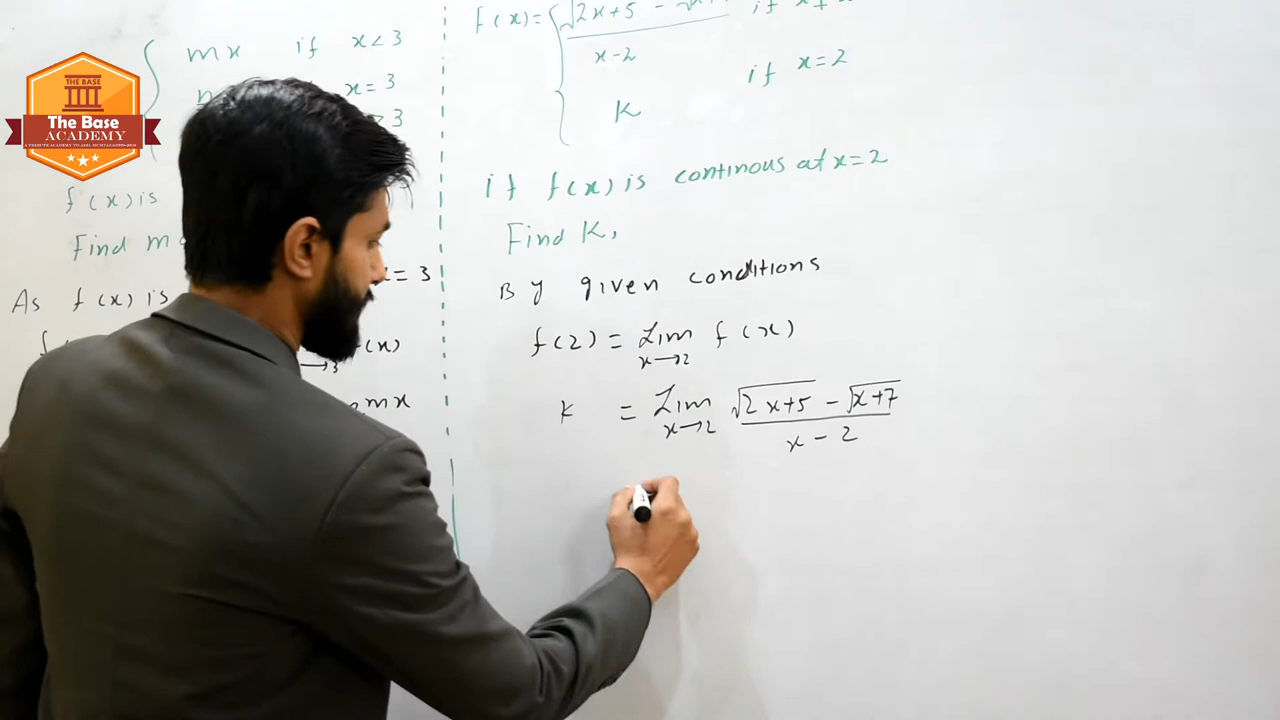 THE BASE
The Base
ACADEMY
mx if x<3
x=3
>3
f(x) is
Find m
As f(x) is x=3
(x)
→3
mx
f(x)= √2x+5 - if
x-2
K if x=2
if f(x) is continous at x=2
Find K,
By given conditions
f(2) = Lim f(x)
x→2
K = Lim √2x+5 - √x+7
x→2 x-2